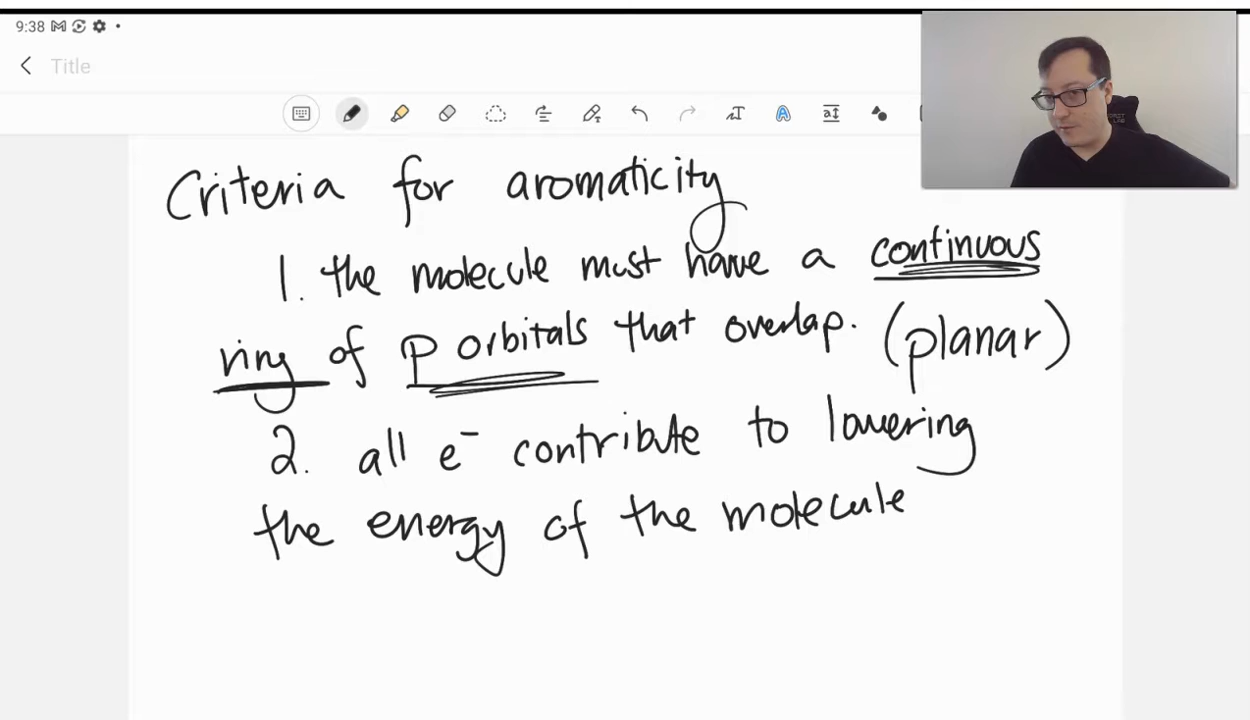 9:38
Title
Criteria for aromaticity
1. the molecule must have a continuous
ring of p orbitals that overlap. (planar)
2. all e⁻ contribute to lowering
the energy of the molecule